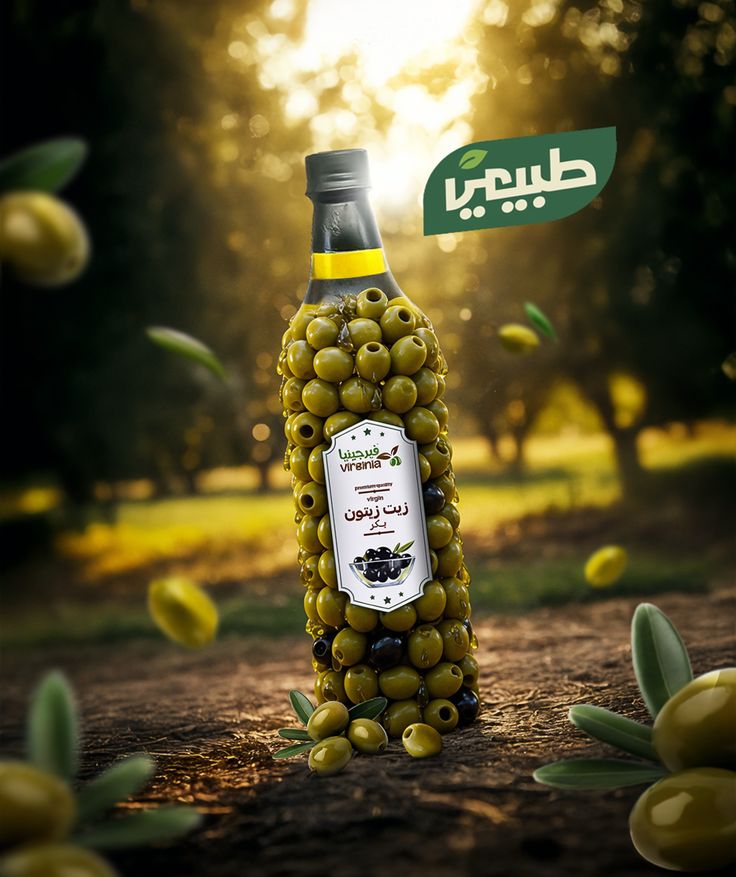 طبيعي
فيرجينيا
virginia
premium quality
virgin
زيت زيتون
بكر